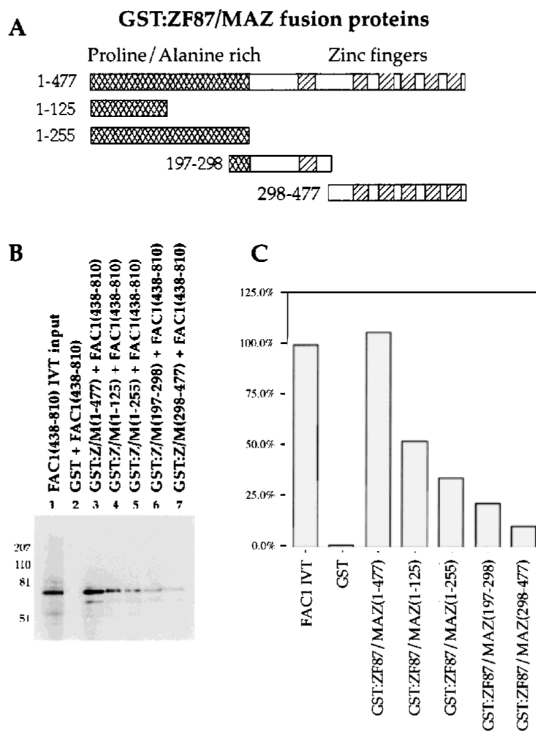 GST:ZF87/MAZ fusion proteins
A
Proline/Alanine rich
Zinc fingers
1-477
1-125
1-255
197-298
298-477
B
FAC1(438-810) IVT input
GST + FAC1(438-810)
GST:Z/M(1-477) + FAC1(438-810)
GST:Z/M(1-125) + FAC1(438-810)
GST:Z/M(1-255) + FAC1(438-810)
GST:Z/M(197-298) + FAC1(438-810)
GST:Z/M(298-477) + FAC1(438-810)
1 2 3 4 5 6 7
207
110
81
51
C
125.0%
100.0%
75.0%
50.0%
25.0%
0.0%
FAC1 IVT
GST
GST:ZF87/MAZ(1-477)
GST:ZF87/MAZ(1-125)
GST:ZF87/MAZ(1-255)
GST:ZF87/MAZ(197-298)
GST:ZF87/MAZ(298-477)